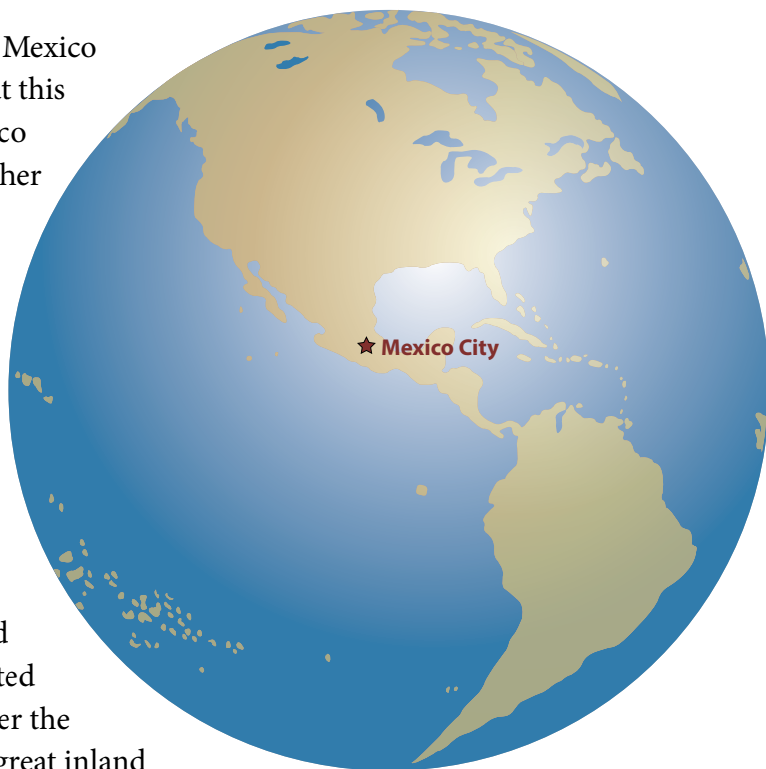 Mexico
t this
co
her
Mexico City
d
ted
er the
great inland